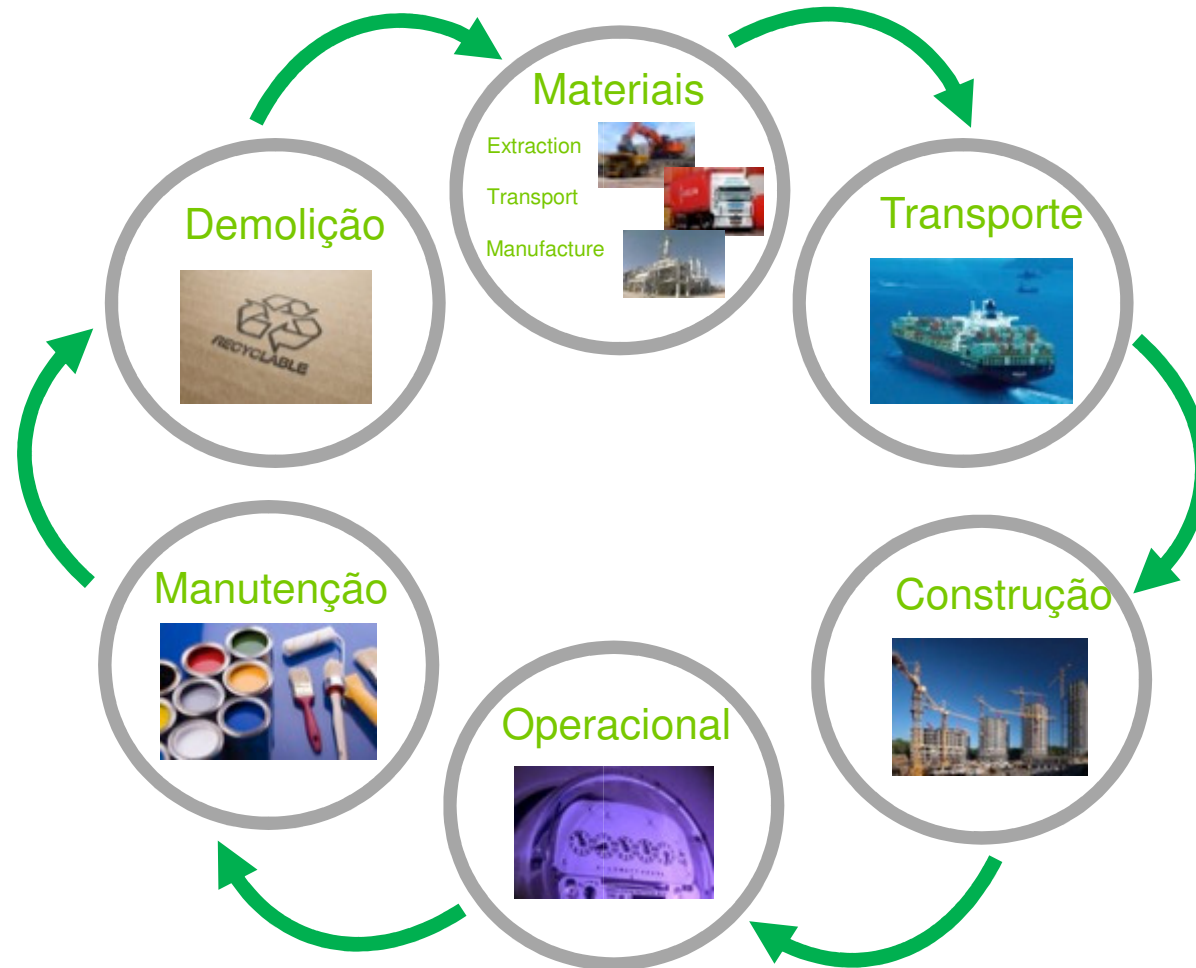 Materiais
Extraction
Transport
Manufacture
Transporte
Construção
Operacional
Manutenção
Demolição
RECYCLABLE